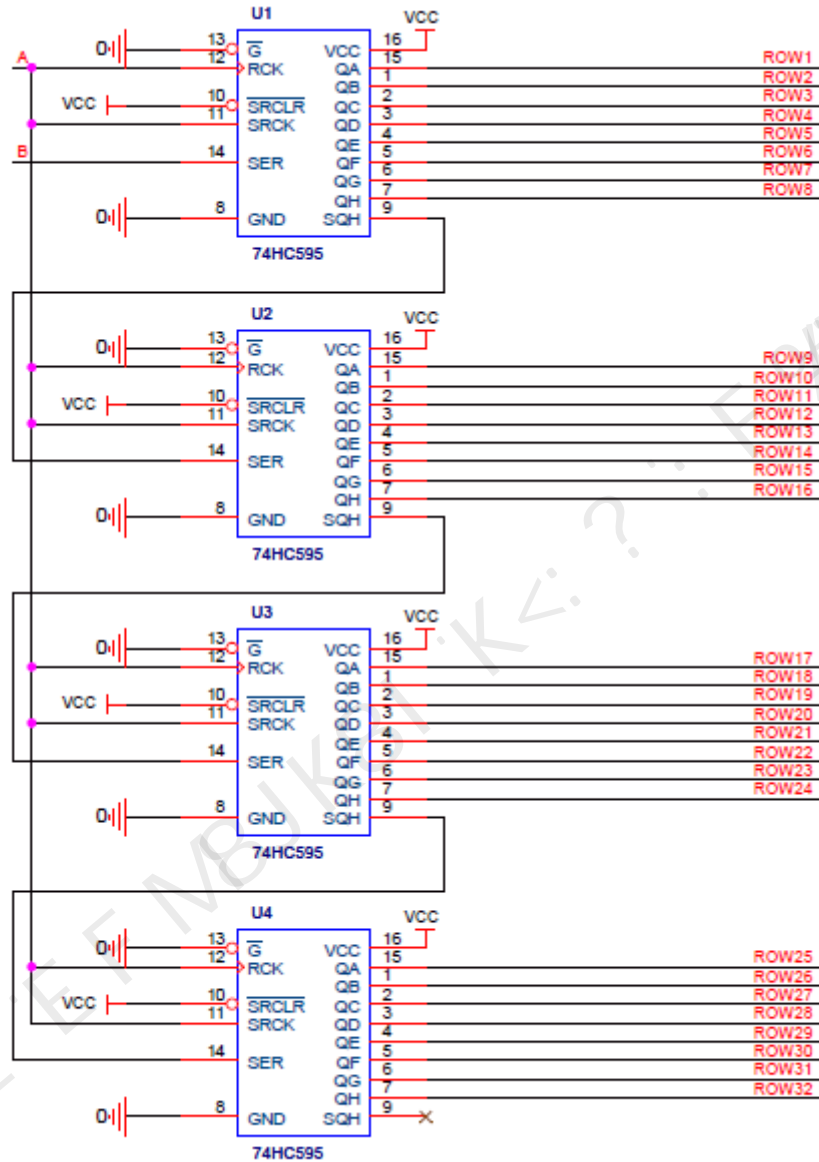 U1
VCC
0 13 G VCC 16
A 12 RCK QA 15 ROW1
QB 1 ROW2
VCC 10 SRCLR QC 2 ROW3
11 SRCK QD 3 ROW4
QE 4 ROW5
B 14 SER QF 5 ROW6
QG 6 ROW7
QH 7 ROW8
0 8 GND SQH 9
74HC595
U2
VCC
0 13 G VCC 16
12 RCK QA 15 ROW9
QB 1 ROW10
VCC 10 SRCLR QC 2 ROW11
11 SRCK QD 3 ROW12
QE 4 ROW13
14 SER QF 5 ROW14
QG 6 ROW15
QH 7 ROW16
0 8 GND SQH 9
74HC595
U3
VCC
0 13 G VCC 16
12 RCK QA 15 ROW17
QB 1 ROW18
VCC 10 SRCLR QC 2 ROW19
11 SRCK QD 3 ROW20
QE 4 ROW21
14 SER QF 5 ROW22
QG 6 ROW23
QH 7 ROW24
0 8 GND SQH 9
74HC595
U4
VCC
0 13 G VCC 16
12 RCK QA 15 ROW25
QB 1 ROW26
VCC 10 SRCLR QC 2 ROW27
11 SRCK QD 3 ROW28
QE 4 ROW29
14 SER QF 5 ROW30
QG 6 ROW31
QH 7 ROW32
0 8 GND SQH 9
74HC595